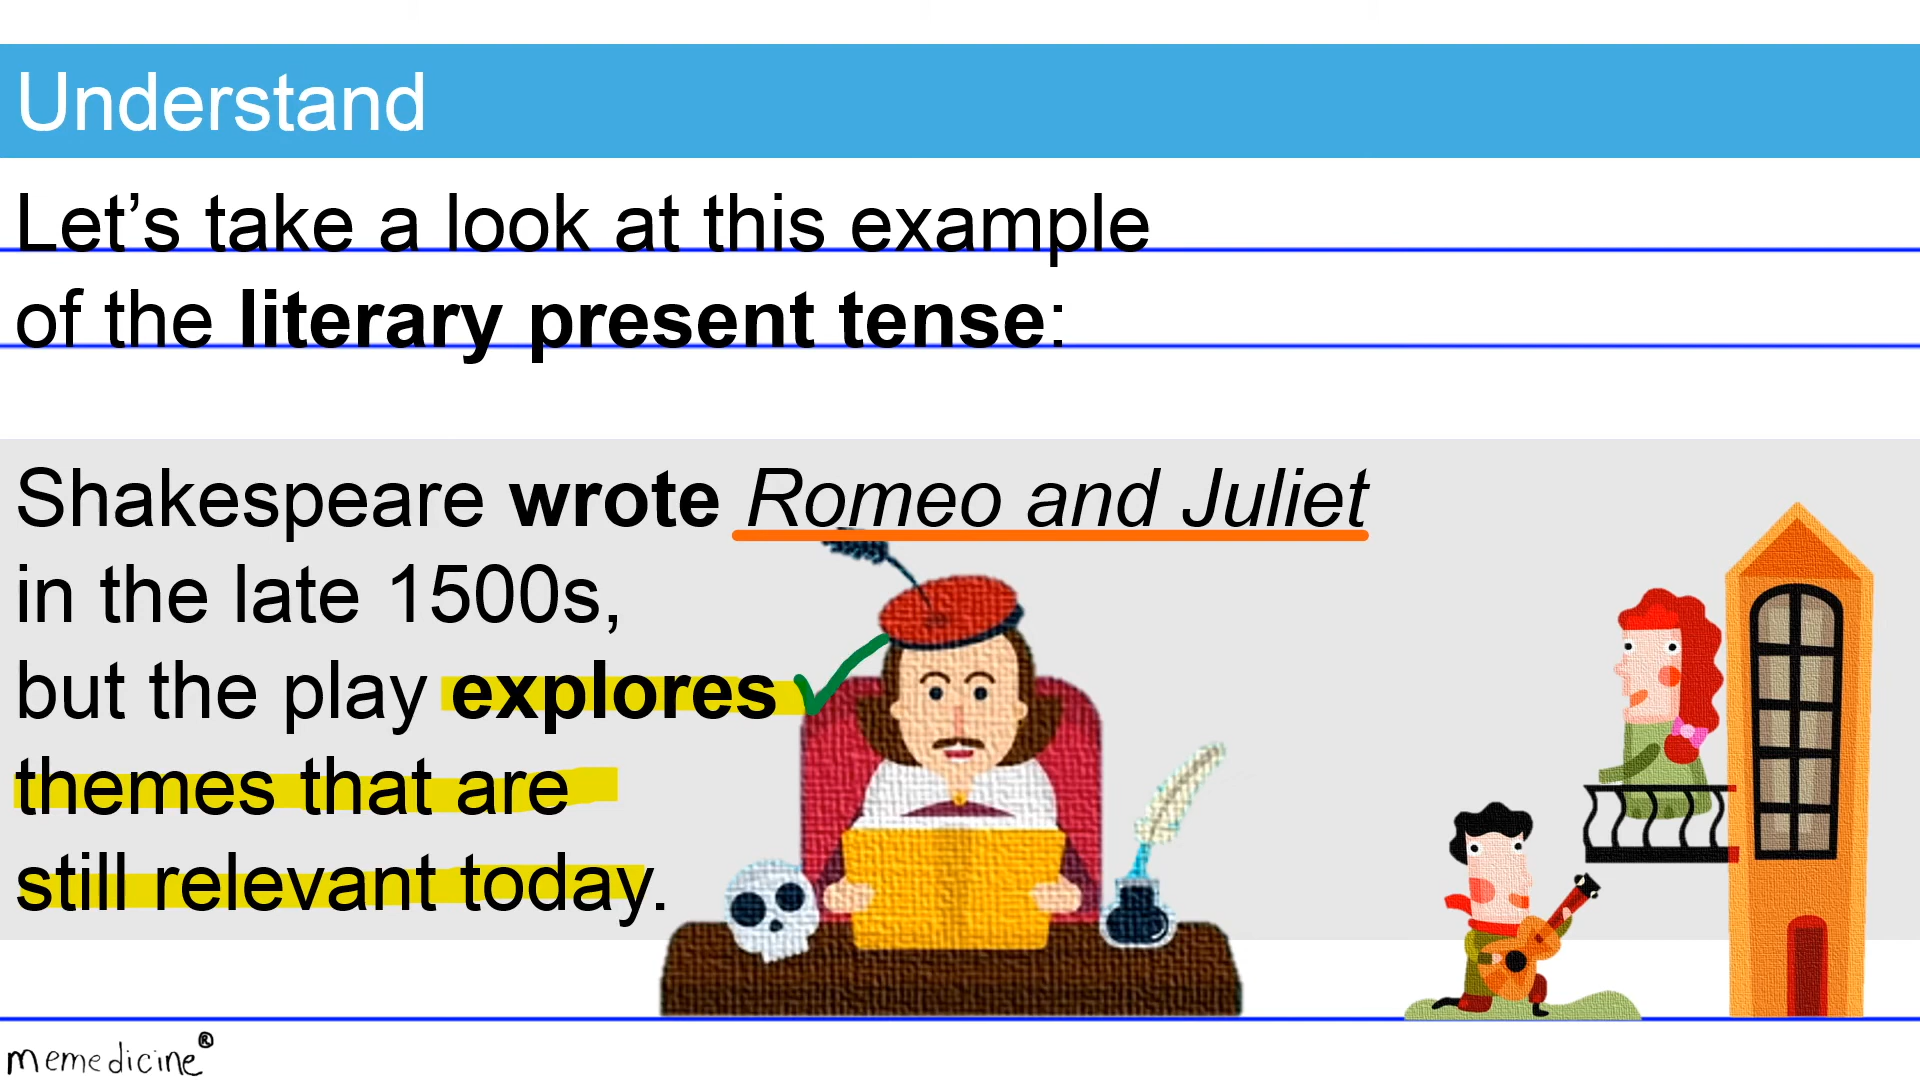 Understand
Let’s take a look at this example
of the literary present tense:
Shakespeare wrote Romeo and Juliet
in the late 1500s,
but the play explores
themes that are
still relevant today.
memedicine®